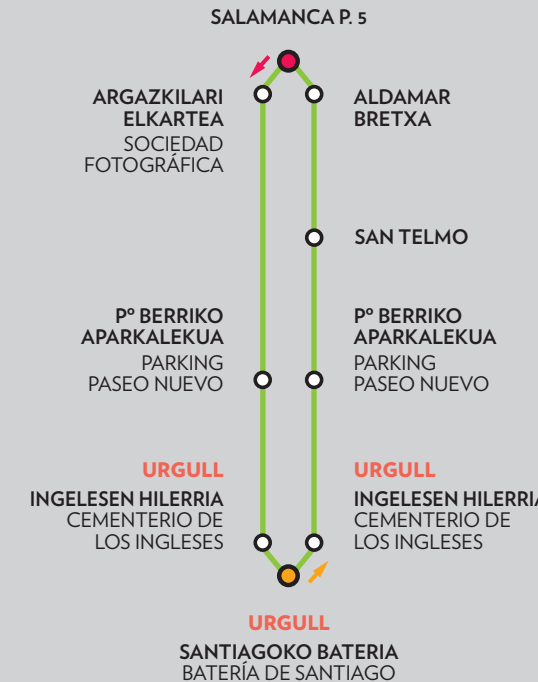 SALAMANCA P. 5
ARGAZKILARI
ELKARTEA
SOCIEDAD
FOTOGRÁFICA
ALDAMAR
BRETXA
SAN TELMO
Pº BERRIKO
APARKALEKUA
PARKING
PASEO NUEVO
Pº BERRIKO
APARKALEKUA
PARKING
PASEO NUEVO
URGULL
INGELESEN HILERRIA
CEMENTERIO DE
LOS INGLESES
URGULL
INGELESEN HILERRIA
CEMENTERIO DE
LOS INGLESES
URGULL
SANTIAGOKO BATERIA
BATERÍA DE SANTIAGO